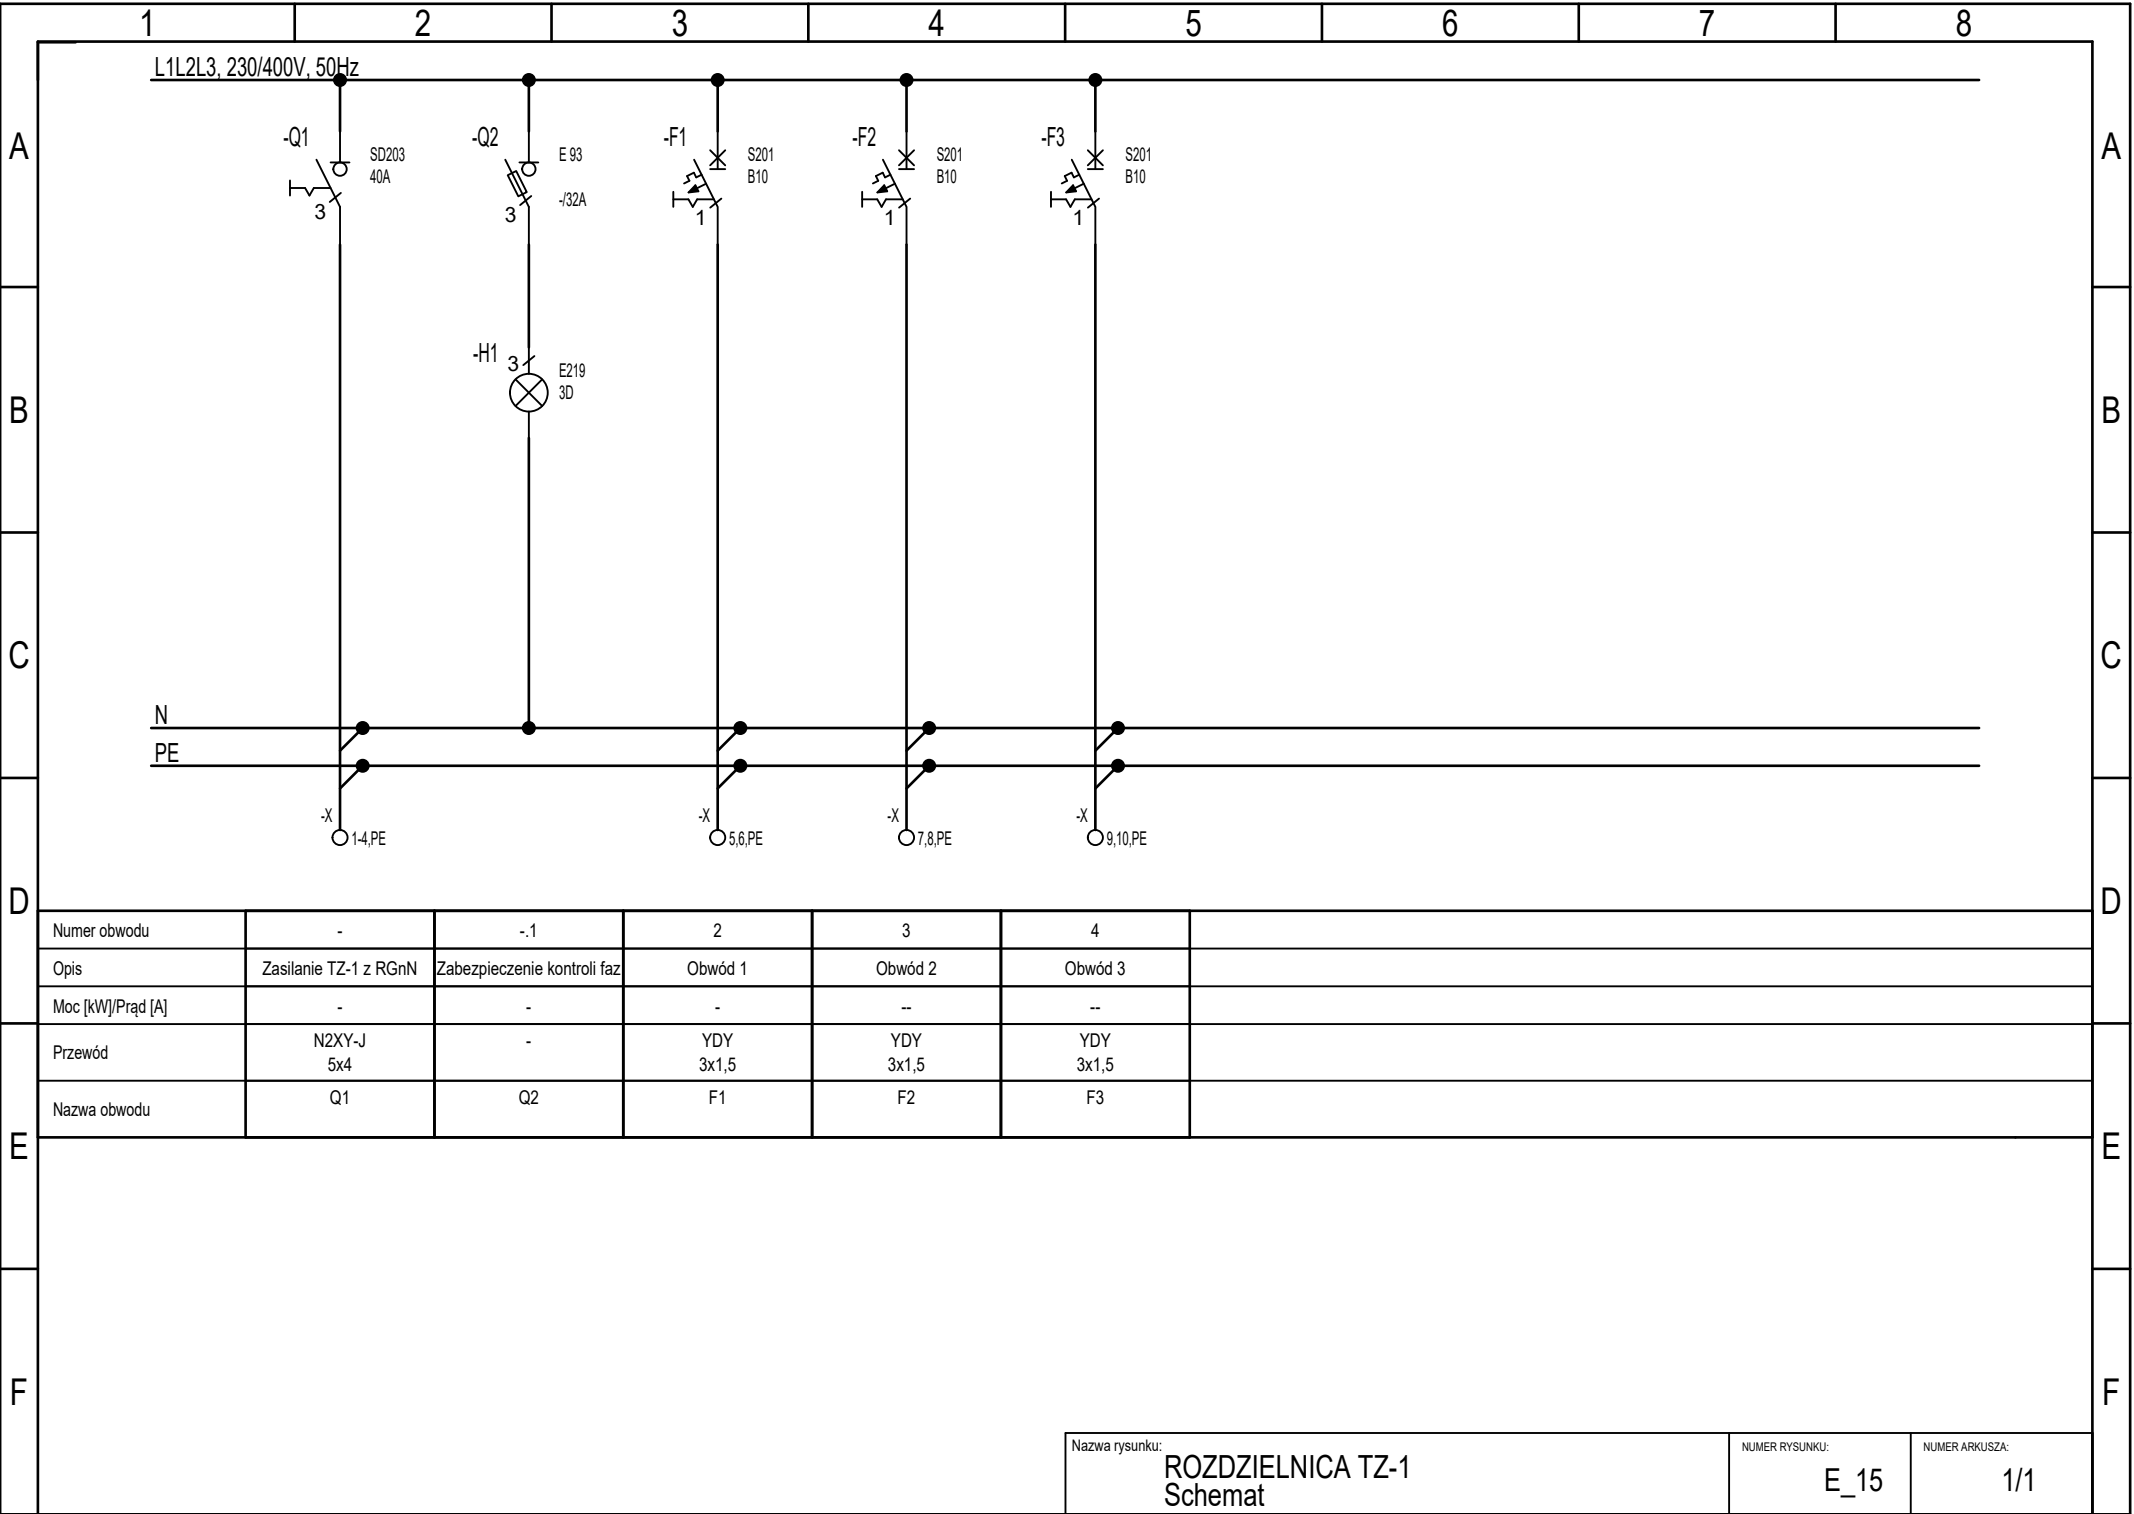 1 2 3 4 5 6 7 8
L1L2L3, 230/400V, 50Hz
A A
-Q1 SD203
40A
3
-Q2 E 93
-/32A
3
-F1 S201
B10
1
-F2 S201
B10
1
-F3 S201
B10
1
-H1 3 E219
3D
B B
C C
N
PE
-X 1-4,PE
-X 5,6,PE
-X 7,8,PE
-X 9,10,PE
D D
Numer obwodu - -.1 2 3 4
Opis Zasilanie TZ-1 z RGnN Zabezpieczenie kontroli faz Obwód 1 Obwód 2 Obwód 3
Moc [kW]/Prąd [A] - - - -- --
Przewód N2XY-J - YDY YDY YDY
5x4 3x1,5 3x1,5 3x1,5
Nazwa obwodu Q1 Q2 F1 F2 F3
E E
F F
Nazwa rysunku:
ROZDZIELNICA TZ-1
Schemat
NUMER RYSUNKU:
E_15
NUMER ARKUSZA:
1/1